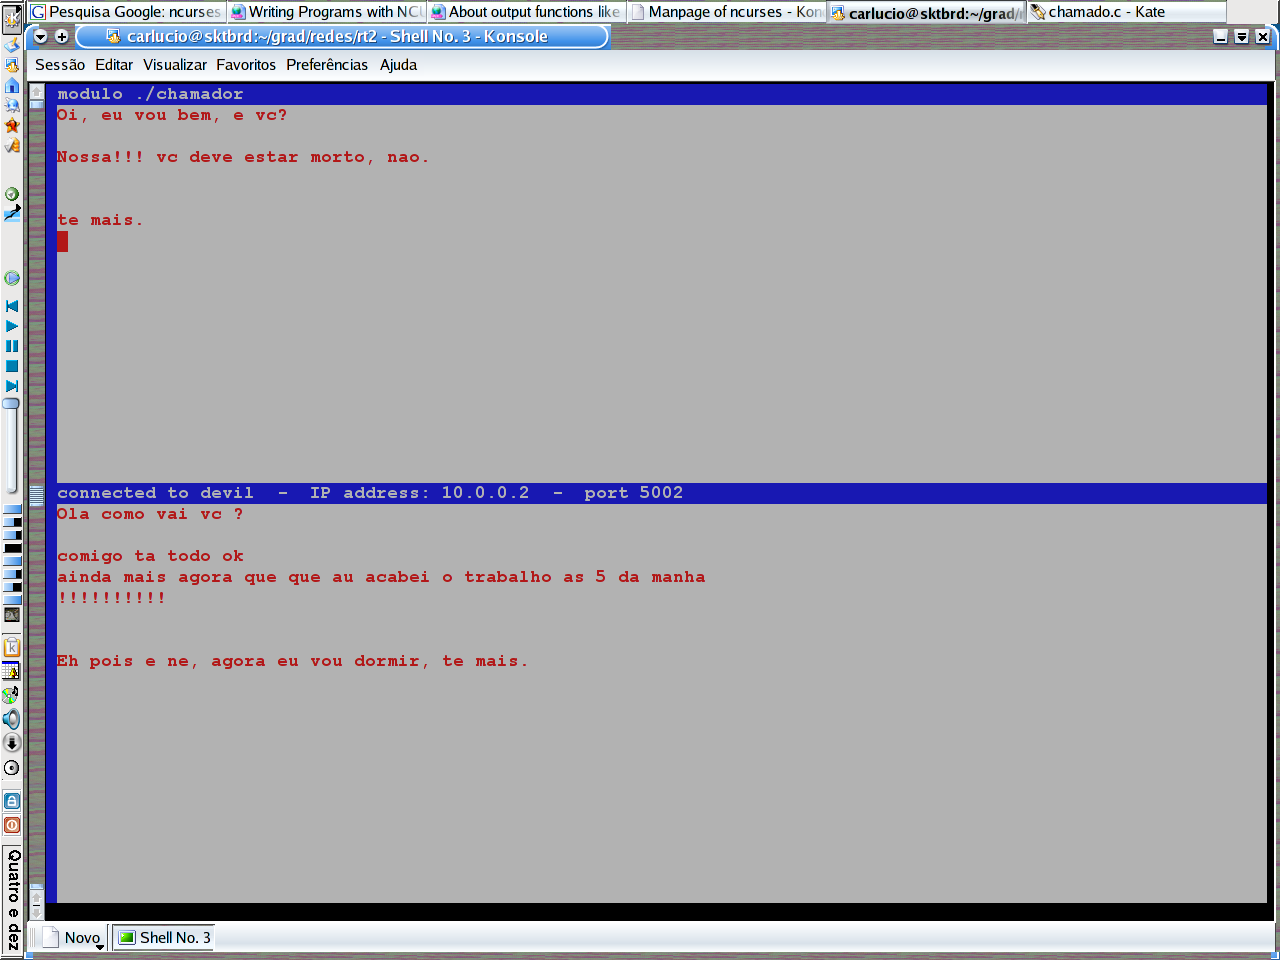 Pesquisa Google: ncurses
Writing Programs with NCU
About output functions like
Manpage of ncurses - Kon
carlucio@sktbrd:~/grad/r
chamado.c - Kate
carlucio@sktbrd:~/grad/redes/rt2 - Shell No. 3 - Konsole
Sessão Editar Visualizar Favoritos Preferências Ajuda
modulo ./chamador
Oi, eu vou bem, e vc?
Nossa!!! vc deve estar morto, nao.
te mais.
connected to devil - IP address: 10.0.0.2 - port 5002
Ola como vai vc ?
comigo ta todo ok
ainda mais agora que que au acabei o trabalho as 5 da manha
!!!!!!!!!!
Eh pois e ne, agora eu vou dormir, te mais.
Quatro e dez
Novo
Shell No. 3